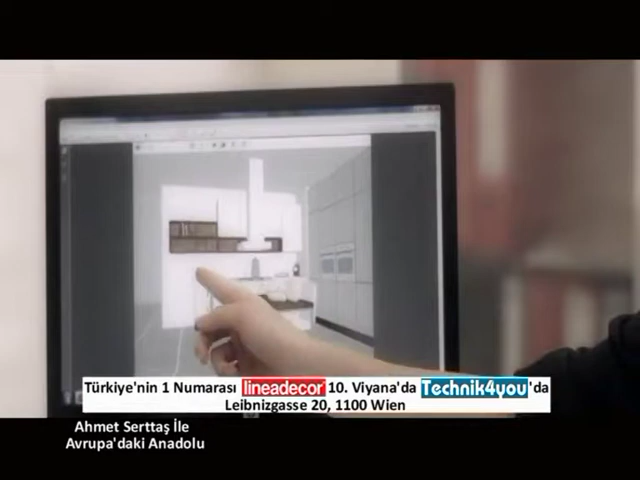 Türkiye'nin 1 Numarası lineadecor 10. Viyana'da Technik4you'da
Leibnizgasse 20, 1100 Wien
Ahmet Serttaş İle
Avrupa'daki Anadolu